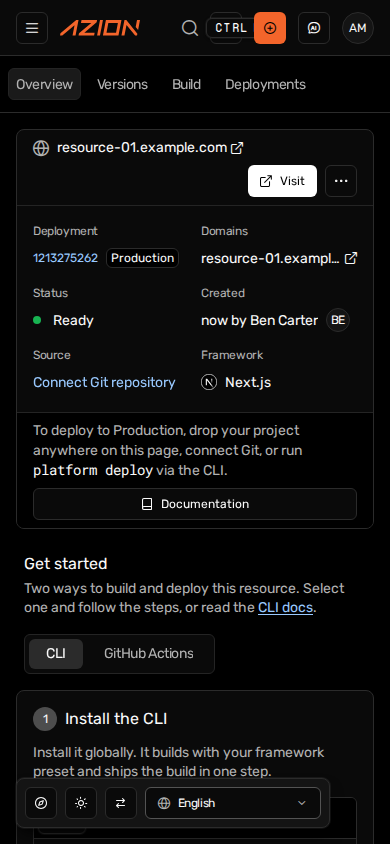 AZION
CTRL
AI
AM
Overview
Versions
Build
Deployments
resource-01.example.com
Visit
Deployment
Domains
1213275262
Production
resource-01.exampl...
Status
Created
Ready
now by Ben Carter
BE
Source
Framework
Connect Git repository
N
Next.js
To deploy to Production, drop your project
anywhere on this page, connect Git, or run
platform deploy via the CLI.
Documentation
Get started
Two ways to build and deploy this resource. Select
one and follow the steps, or read the CLI docs.
CLI
GitHub Actions
1
Install the CLI
Install it globally. It builds with your framework
preset and ships the build in one step.
English